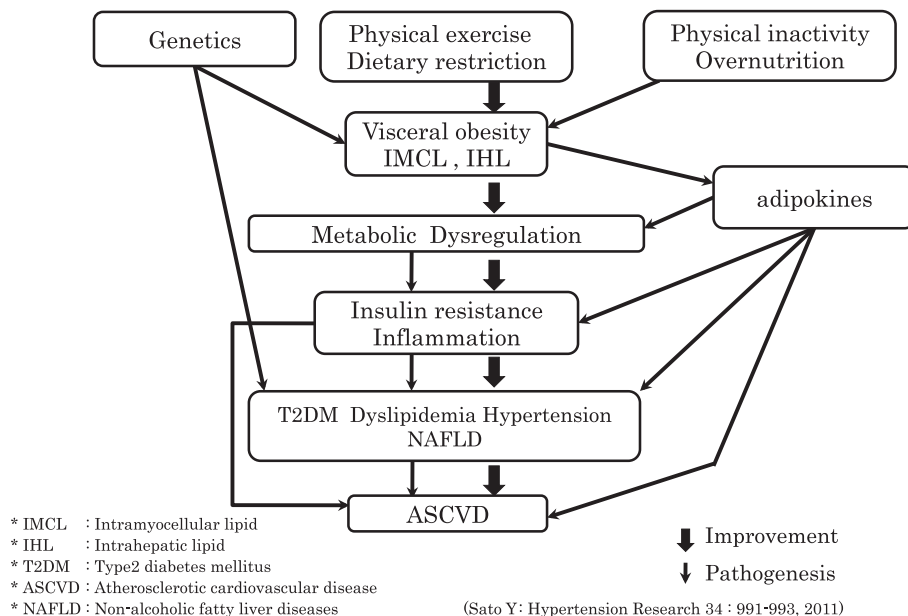 Genetics
Physical exercise
Dietary restriction
Physical inactivity
Overnutrition
Visceral obesity
IMCL , IHL
adipokines
Metabolic Dysregulation
Insulin resistance
Inflammation
T2DM Dyslipidemia Hypertension
NAFLD
ASCVD
* IMCL : Intramyocellular lipid
* IHL : Intrahepatic lipid
* T2DM : Type2 diabetes mellitus
* ASCVD : Atherosclerotic cardiovascular disease
* NAFLD : Non-alcoholic fatty liver diseases
Improvement
Pathogenesis
(Sato Y: Hypertension Research 34 : 991-993, 2011)